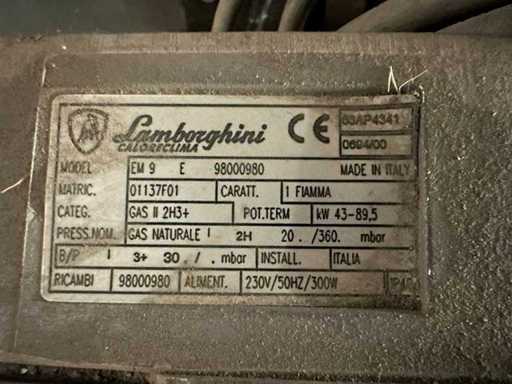 Lamborghini CE 63AP4341
CALORECLIMA 0694/00
MODEL EM 9 E 98000980 MADE IN ITALY
MATRIC. 01137F01 CARATT. 1 FIAMMA
CATEG. GAS II 2H3+ POT.TERM kW 43-89,5
PRESS.NOM. GAS NATURALE 2H 20 ./360. mbar
B/P 3+ 30 ./ . mbar INSTALL. ITALIA
RICAMBI 98000980 ALIMENT. 230V/50HZ/300W IP40